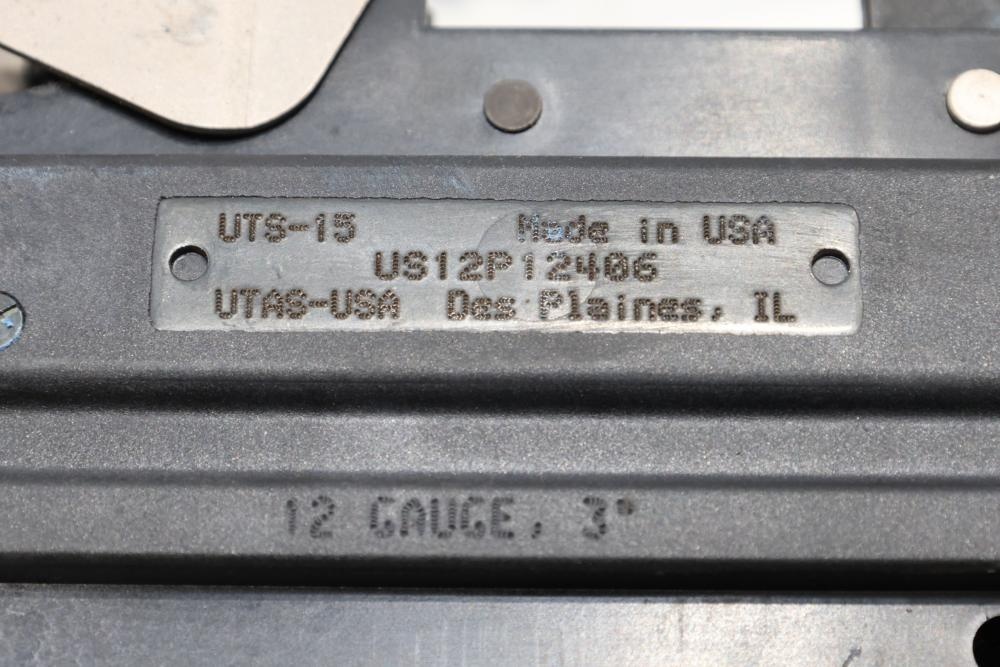 UTS-15 Made in USA
US12P12406
UTAS-USA Des Plaines, IL
12 GAUGE, 3"